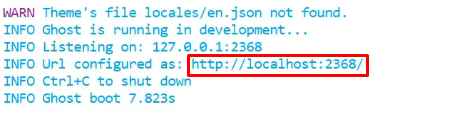 WARN Theme's file locales/en.json not found.
INFO Ghost is running in development...
INFO Listening on: 127.0.0.1:2368
INFO Url configured as: http://localhost:2368/
INFO Ctrl+C to shut down
INFO Ghost boot 7.823s